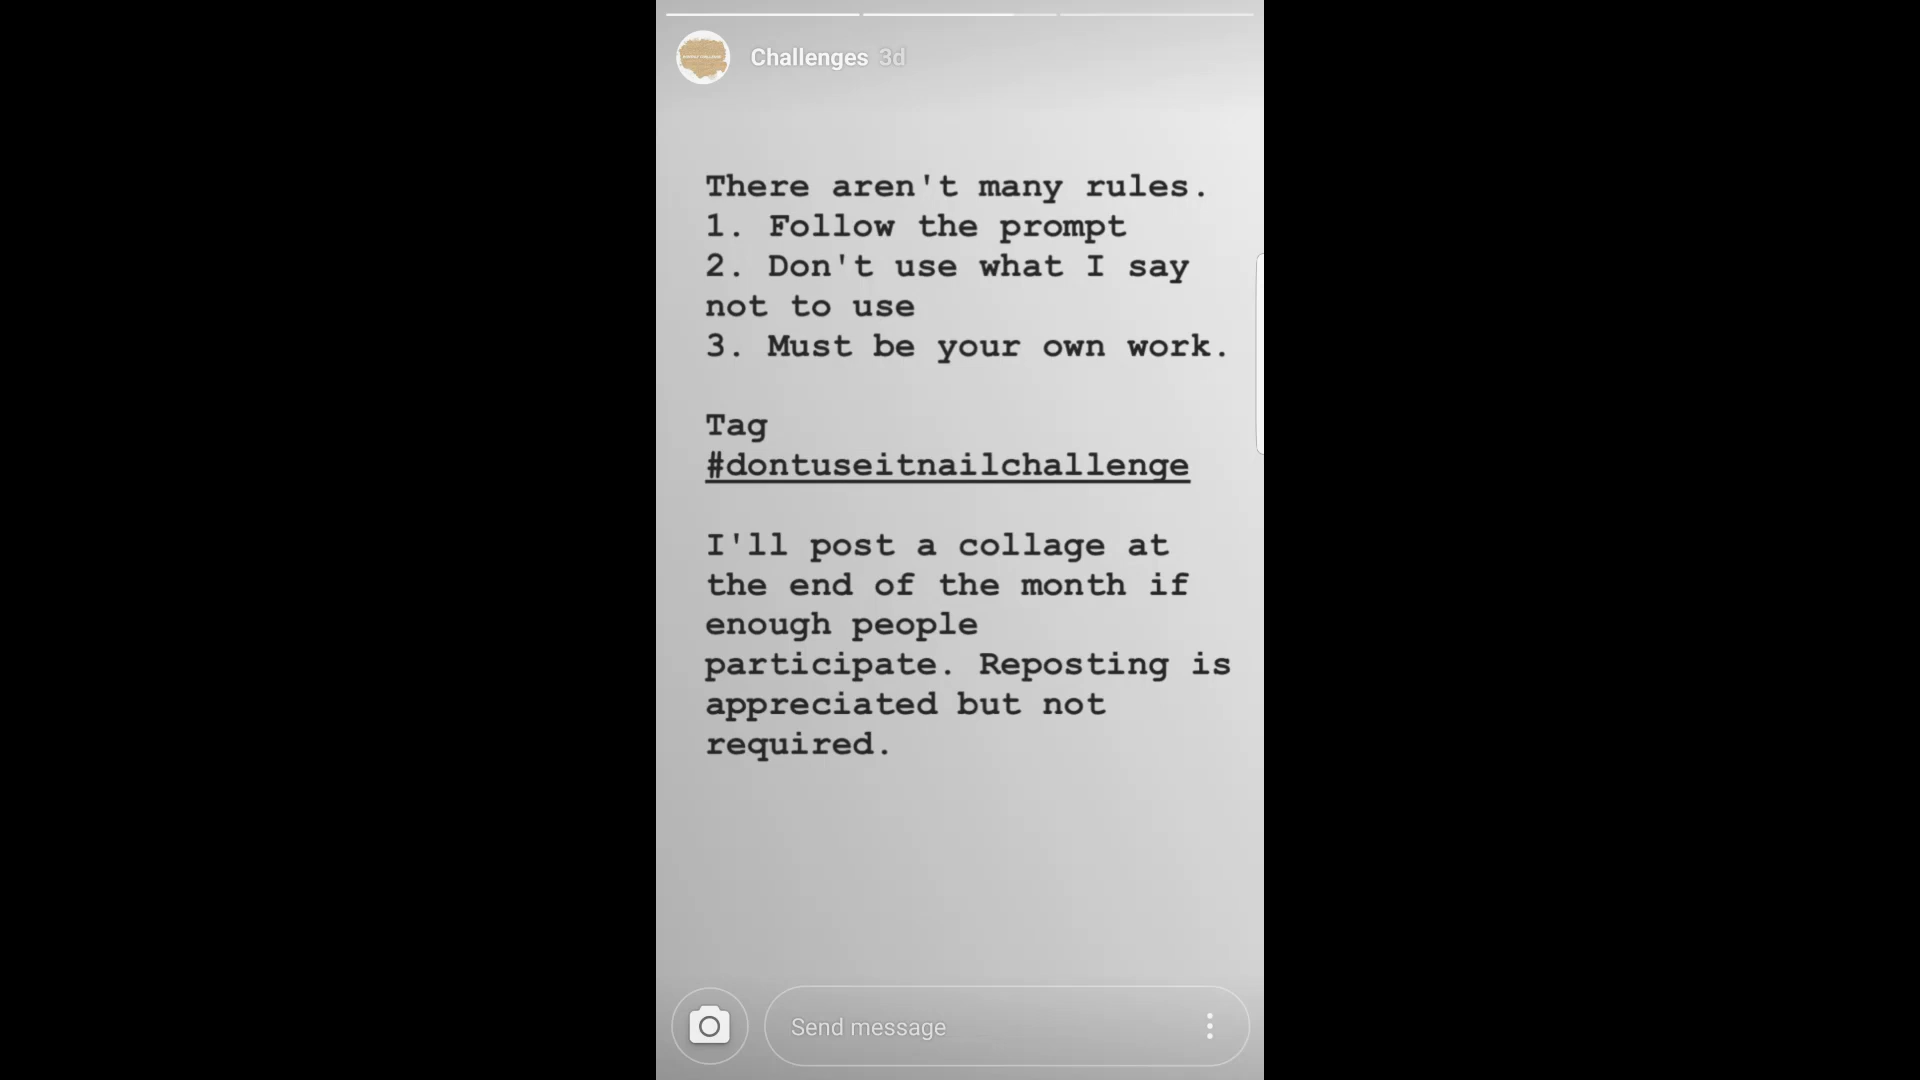 Challenges 3d
There aren't many rules.
1. Follow the prompt
2. Don't use what I say
not to use
3. Must be your own work.
Tag
#dontuseitnailchallenge
I'll post a collage at
the end of the month if
enough people
participate. Reposting is
appreciated but not
required.
Send message